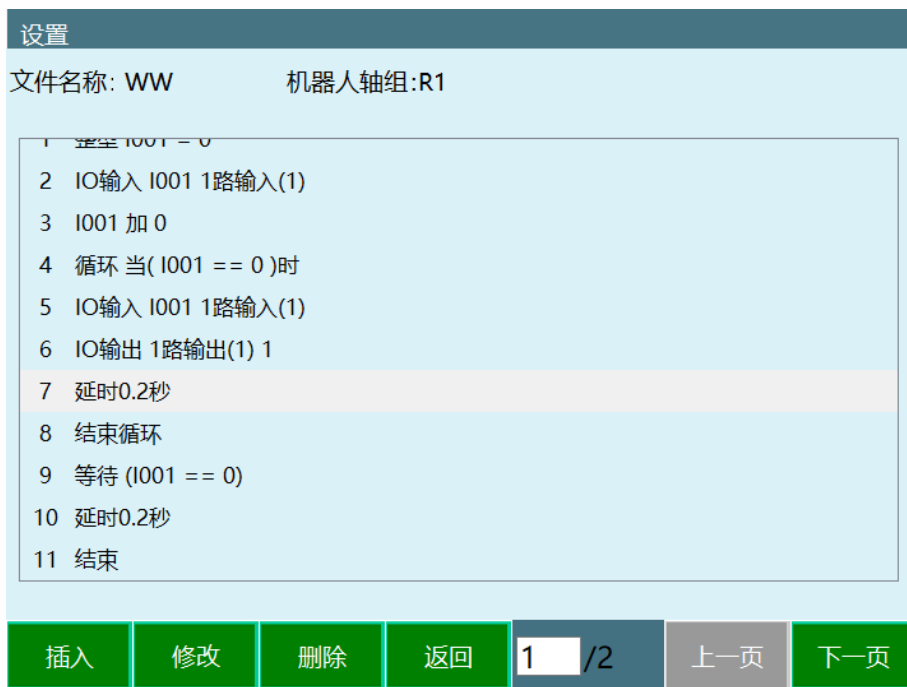 设置
文件名称: WW 机器人轴组:R1
1 整型 I001 = 0
2 IO输入 I001 1路输入(1)
3 I001 加 0
4 循环 当( I001 == 0 )时
5 IO输入 I001 1路输入(1)
6 IO输出 1路输出(1) 1
7 延时0.2秒
8 结束循环
9 等待 (I001 == 0)
10 延时0.2秒
11 结束
插入 修改 删除 返回 1 /2 上一页 下一页